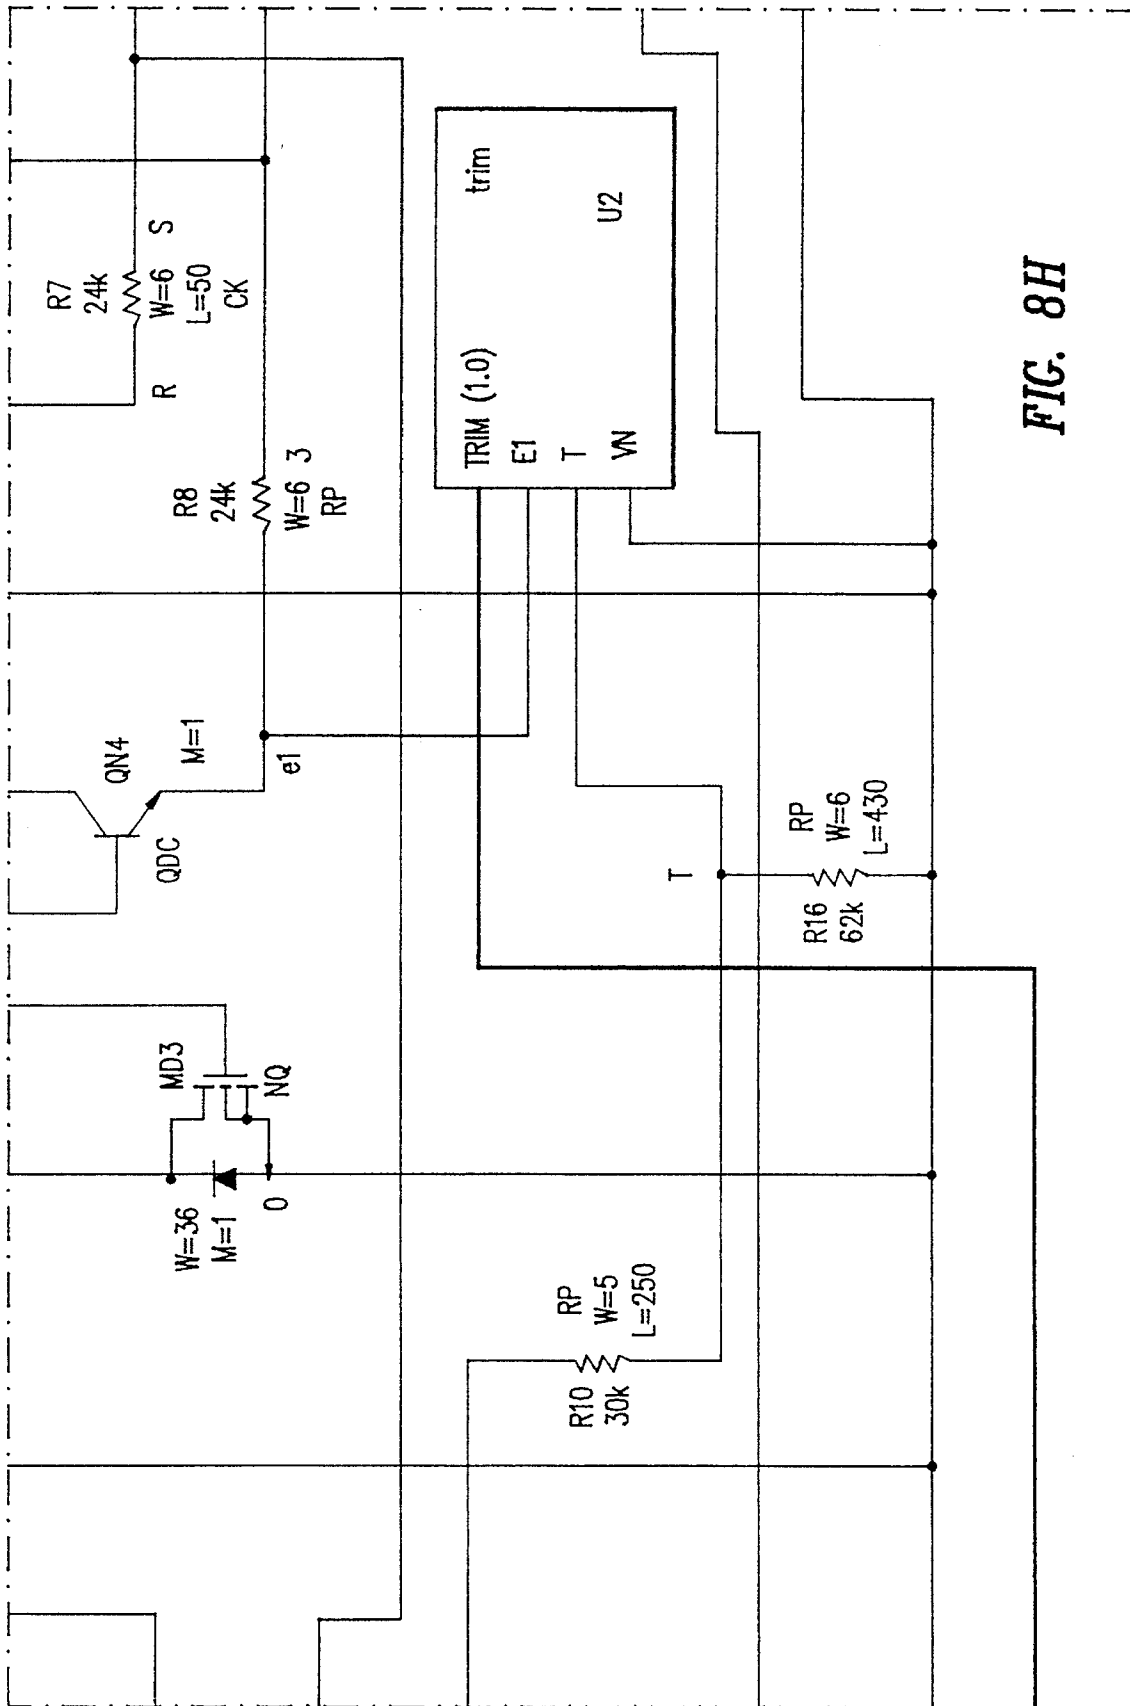 R7
24k
W=6
L=50
CK
S
R
R8
24k
W=6 3
RP
trim
U2
TRIM (1.0)
E1
T
VN
QN4
M=1
QDC
e1
MD3
NQ
W=36
M=1
0
T
RP
W=6
L=430
R16
62k
RP
W=5
L=250
R10
30k
FIG. 8H